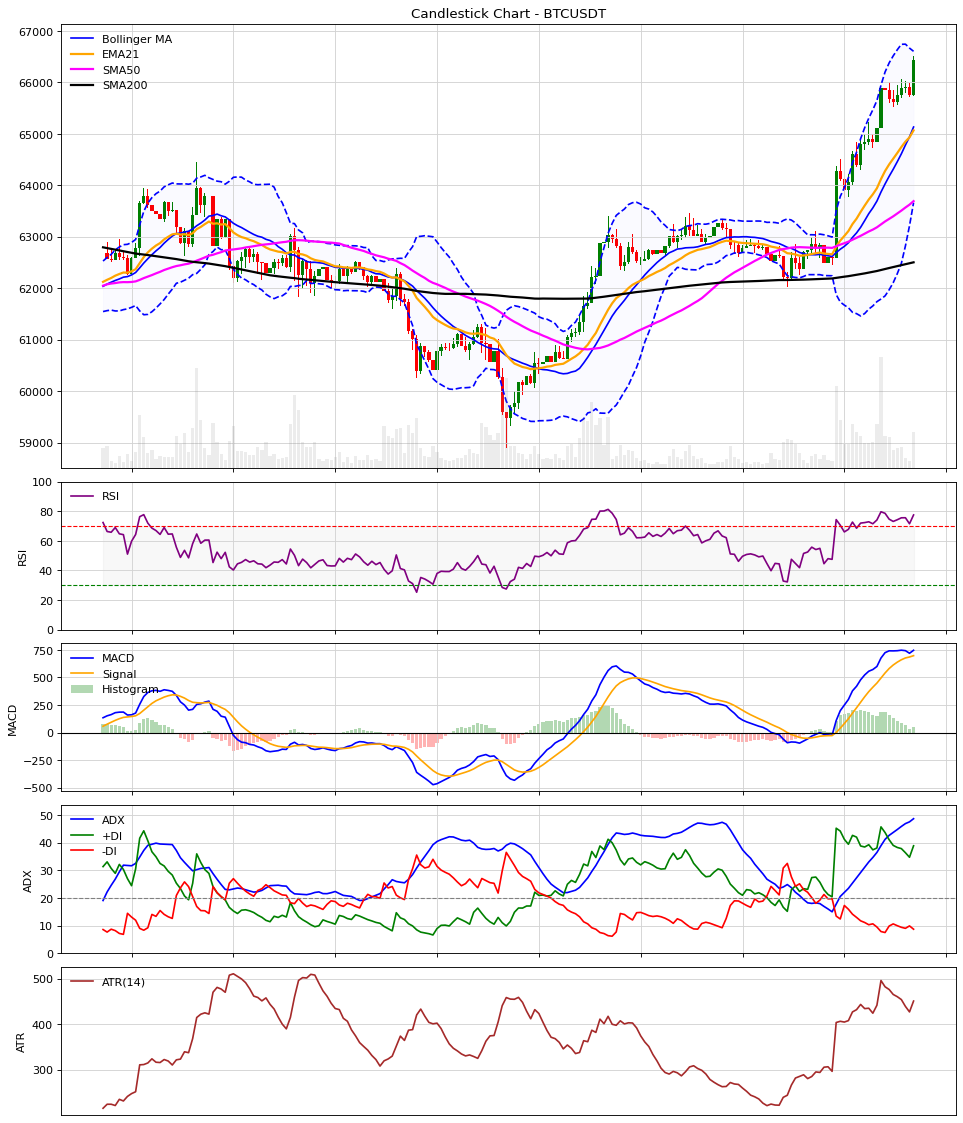 Candlestick Chart - BTCUSDT
67000
66000
65000
64000
63000
62000
61000
60000
59000
Bollinger MA
EMA21
SMA50
SMA200
100
80
60
40
20
0
RSI
RSI
750
500
250
0
−250
−500
MACD
MACD
Signal
Histogram
50
40
30
20
10
0
ADX
ADX
+DI
-DI
500
400
300
ATR
ATR(14)